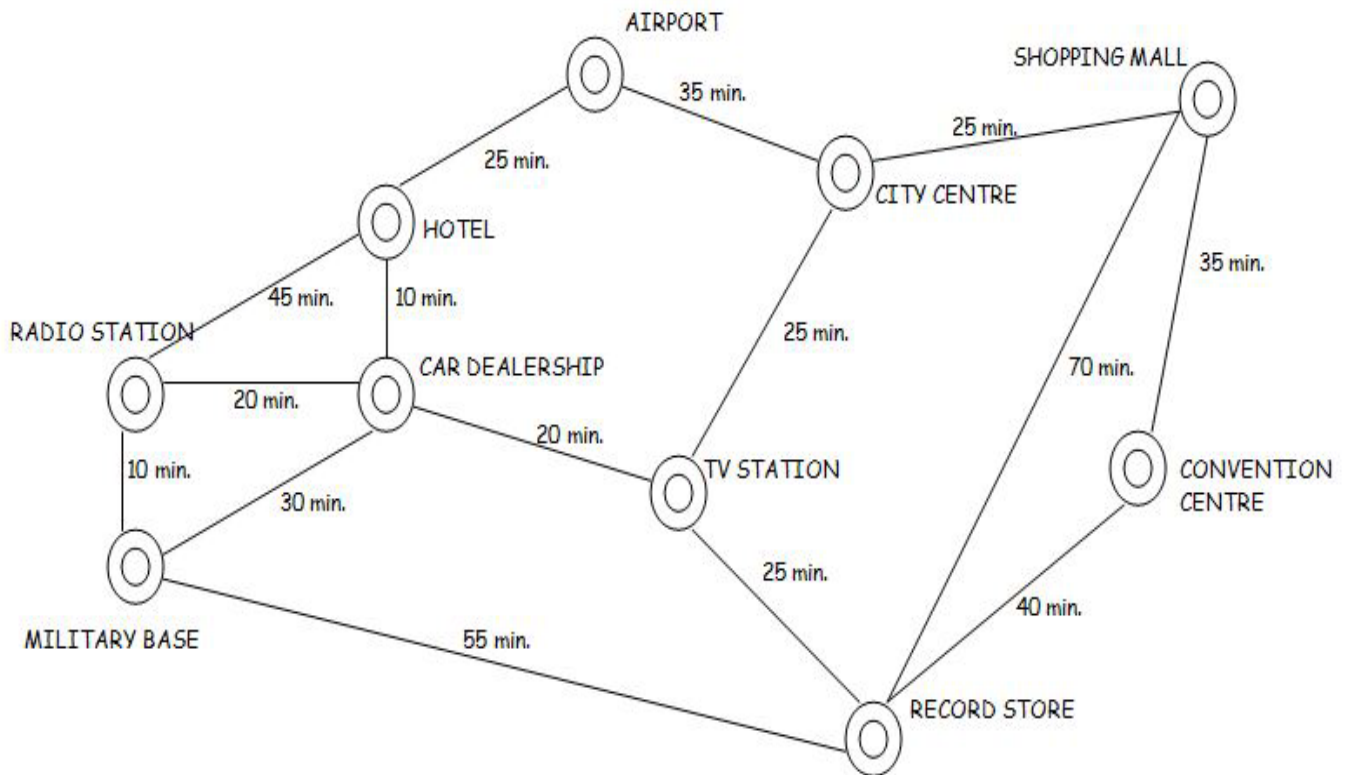 AIRPORT
SHOPPING MALL
35 min.
25 min.
25 min.
CITY CENTRE
HOTEL
35 min.
45 min.
10 min.
RADIO STATION
25 min.
CAR DEALERSHIP
70 min.
20 min.
20 min.
10 min.
TV STATION
CONVENTION
CENTRE
30 min.
25 min.
40 min.
MILITARY BASE
55 min.
RECORD STORE